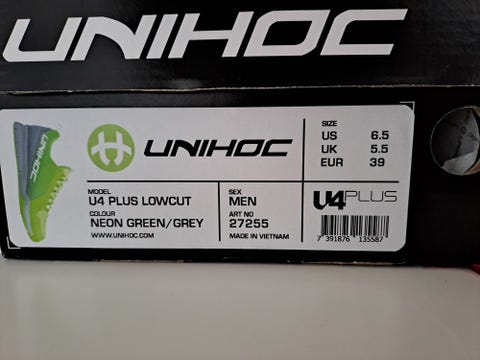 UNIHOC
UNIHOC
UNIHOC
SIZE
US 6.5
UK 5.5
EUR 39
MODEL
U4 PLUS LOWCUT
COLOUR
NEON GREEN/GREY
WWW.UNIHOC.COM
SEX
MEN
ART NO
27255
MADE IN VIETNAM
U4PLUS
7 391876 135587